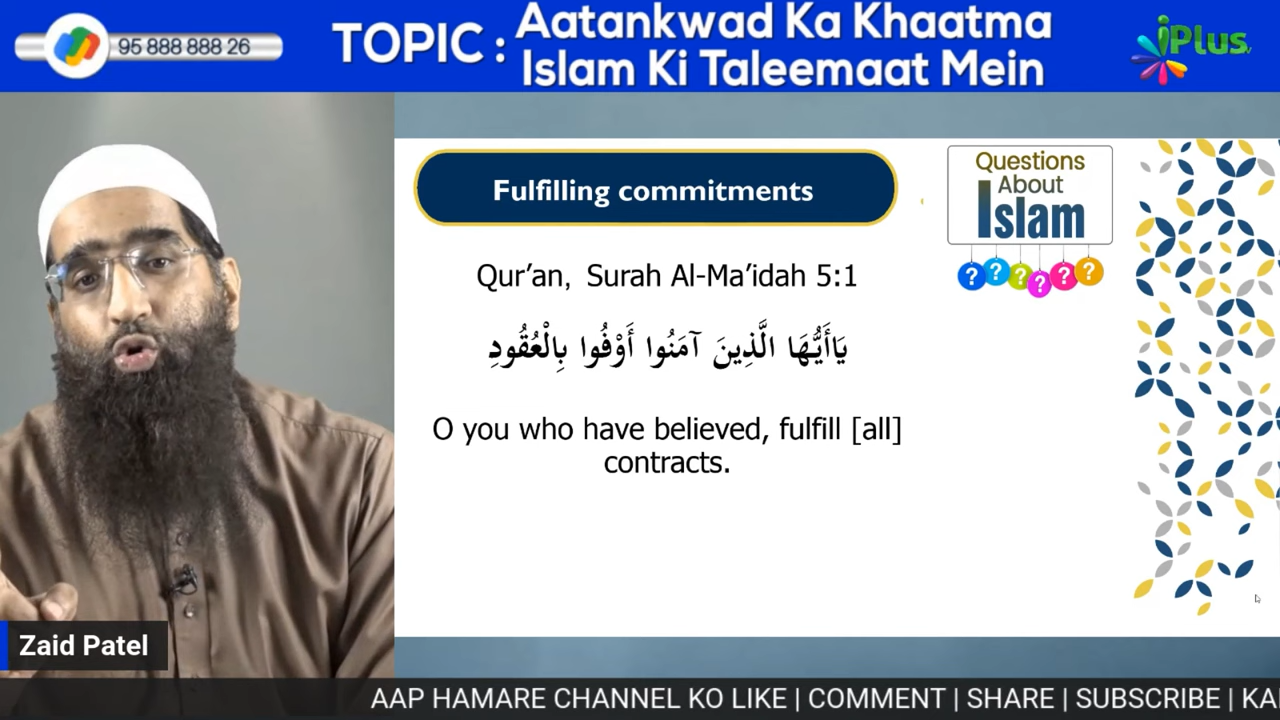 95 888 888 26
TOPIC :
Aatankwad Ka Khaatma
Islam Ki Taleemaat Mein
iPlus
Fulfilling commitments
Questions
About
Islam
? ? ? ? ? ?
Qur’an, Surah Al-Ma’idah 5:1
يَاأَيُّهَا الَّذِينَ آمَنُوا أَوْفُوا بِالْعُقُودِ
O you who have believed, fulfill [all]
contracts.
Zaid Patel
AAP HAMARE CHANNEL KO LIKE | COMMENT | SHARE | SUBSCRIBE | KA